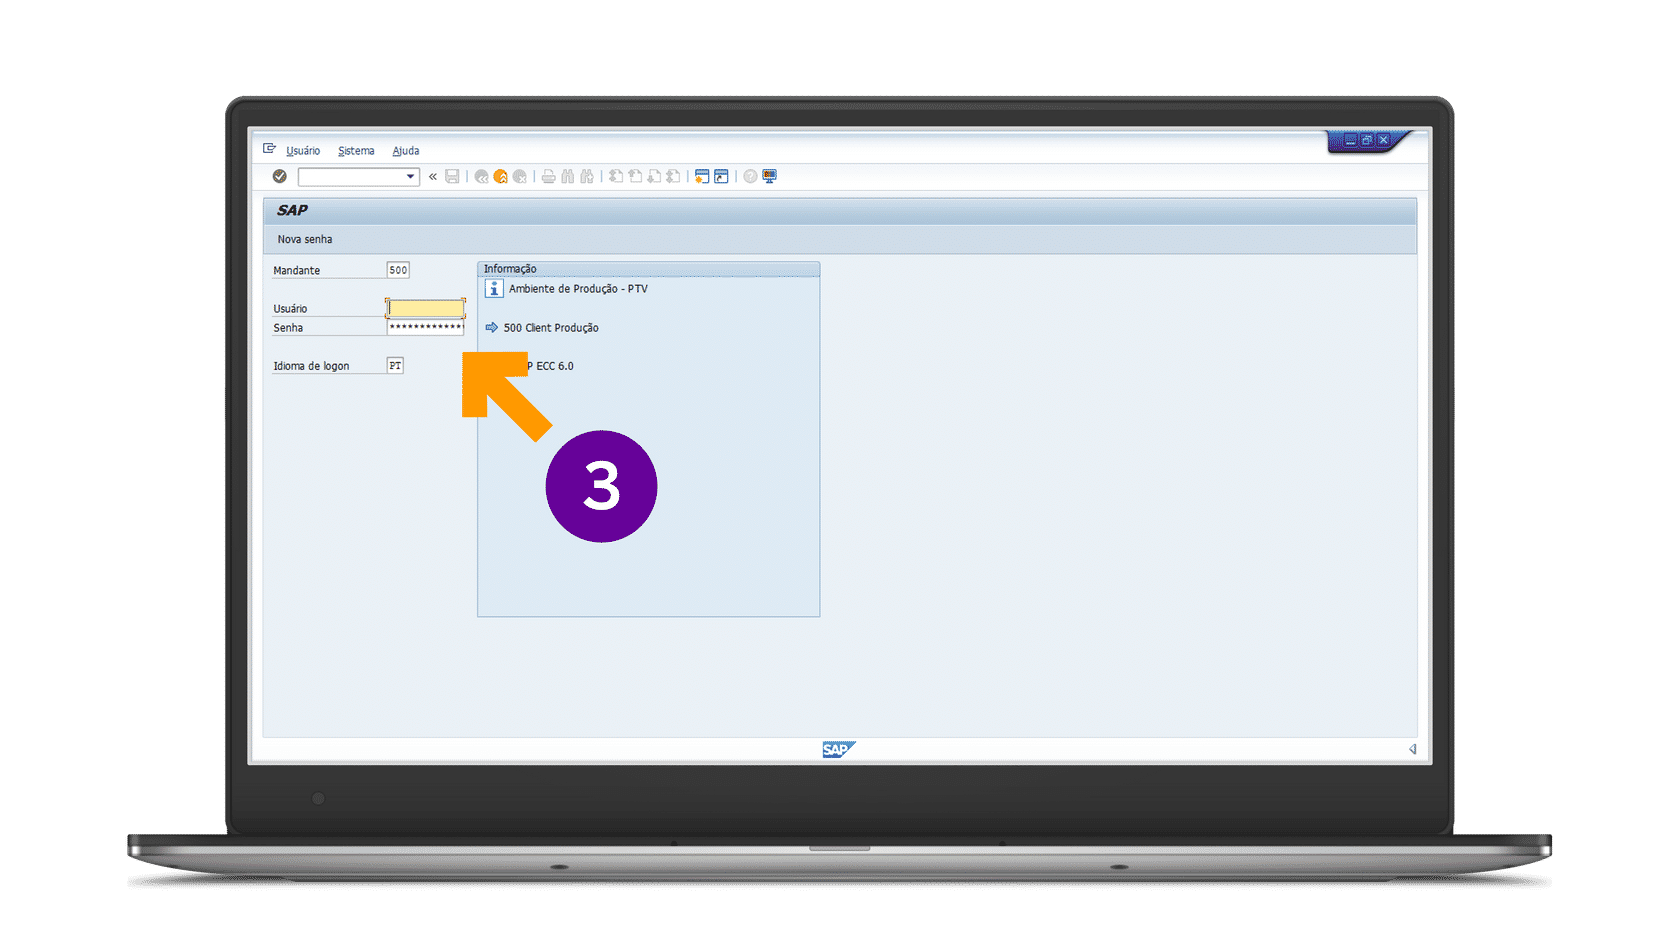 Usuário Sistema Ajuda
SAP
Nova senha
Mandante 500
Usuário
Senha *************
Idioma de logon PT
Informação
Ambiente de Produção - PTV
500 Client Produção
P ECC 6.0
3
SAP